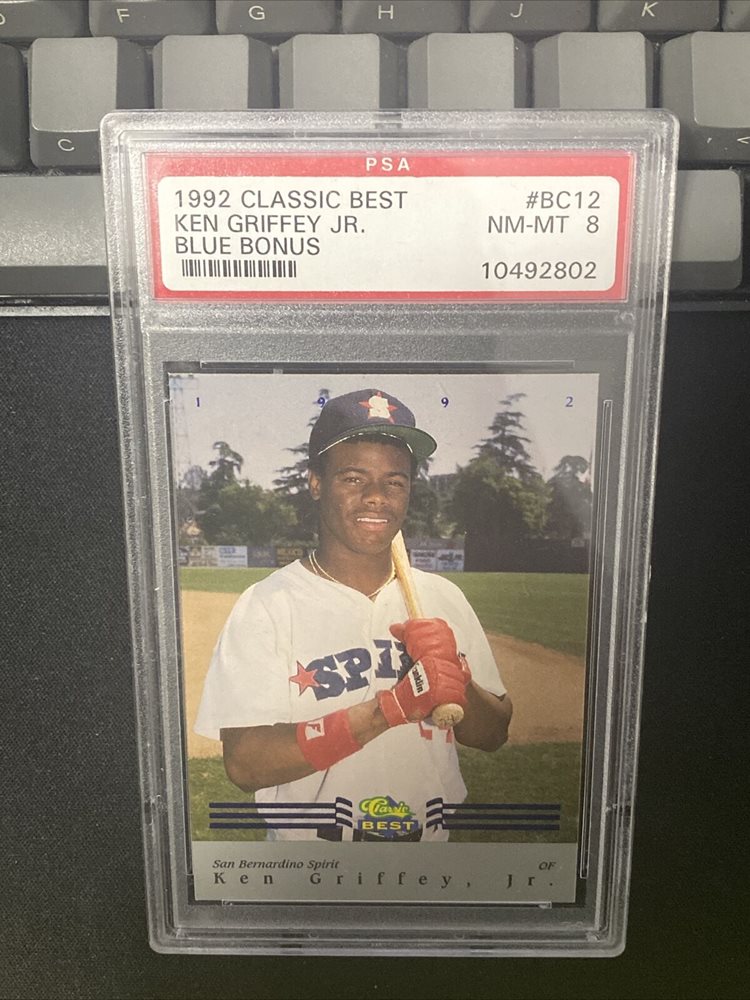 F G H J K
C
<
PSA
1992 CLASSIC BEST #BC12
KEN GRIFFEY JR. NM-MT 8
BLUE BONUS
10492802
1 9 9 2
S
SPI
Franklin
F
Classic
BEST
San Bernardino Spirit OF
Ken Griffey, Jr.